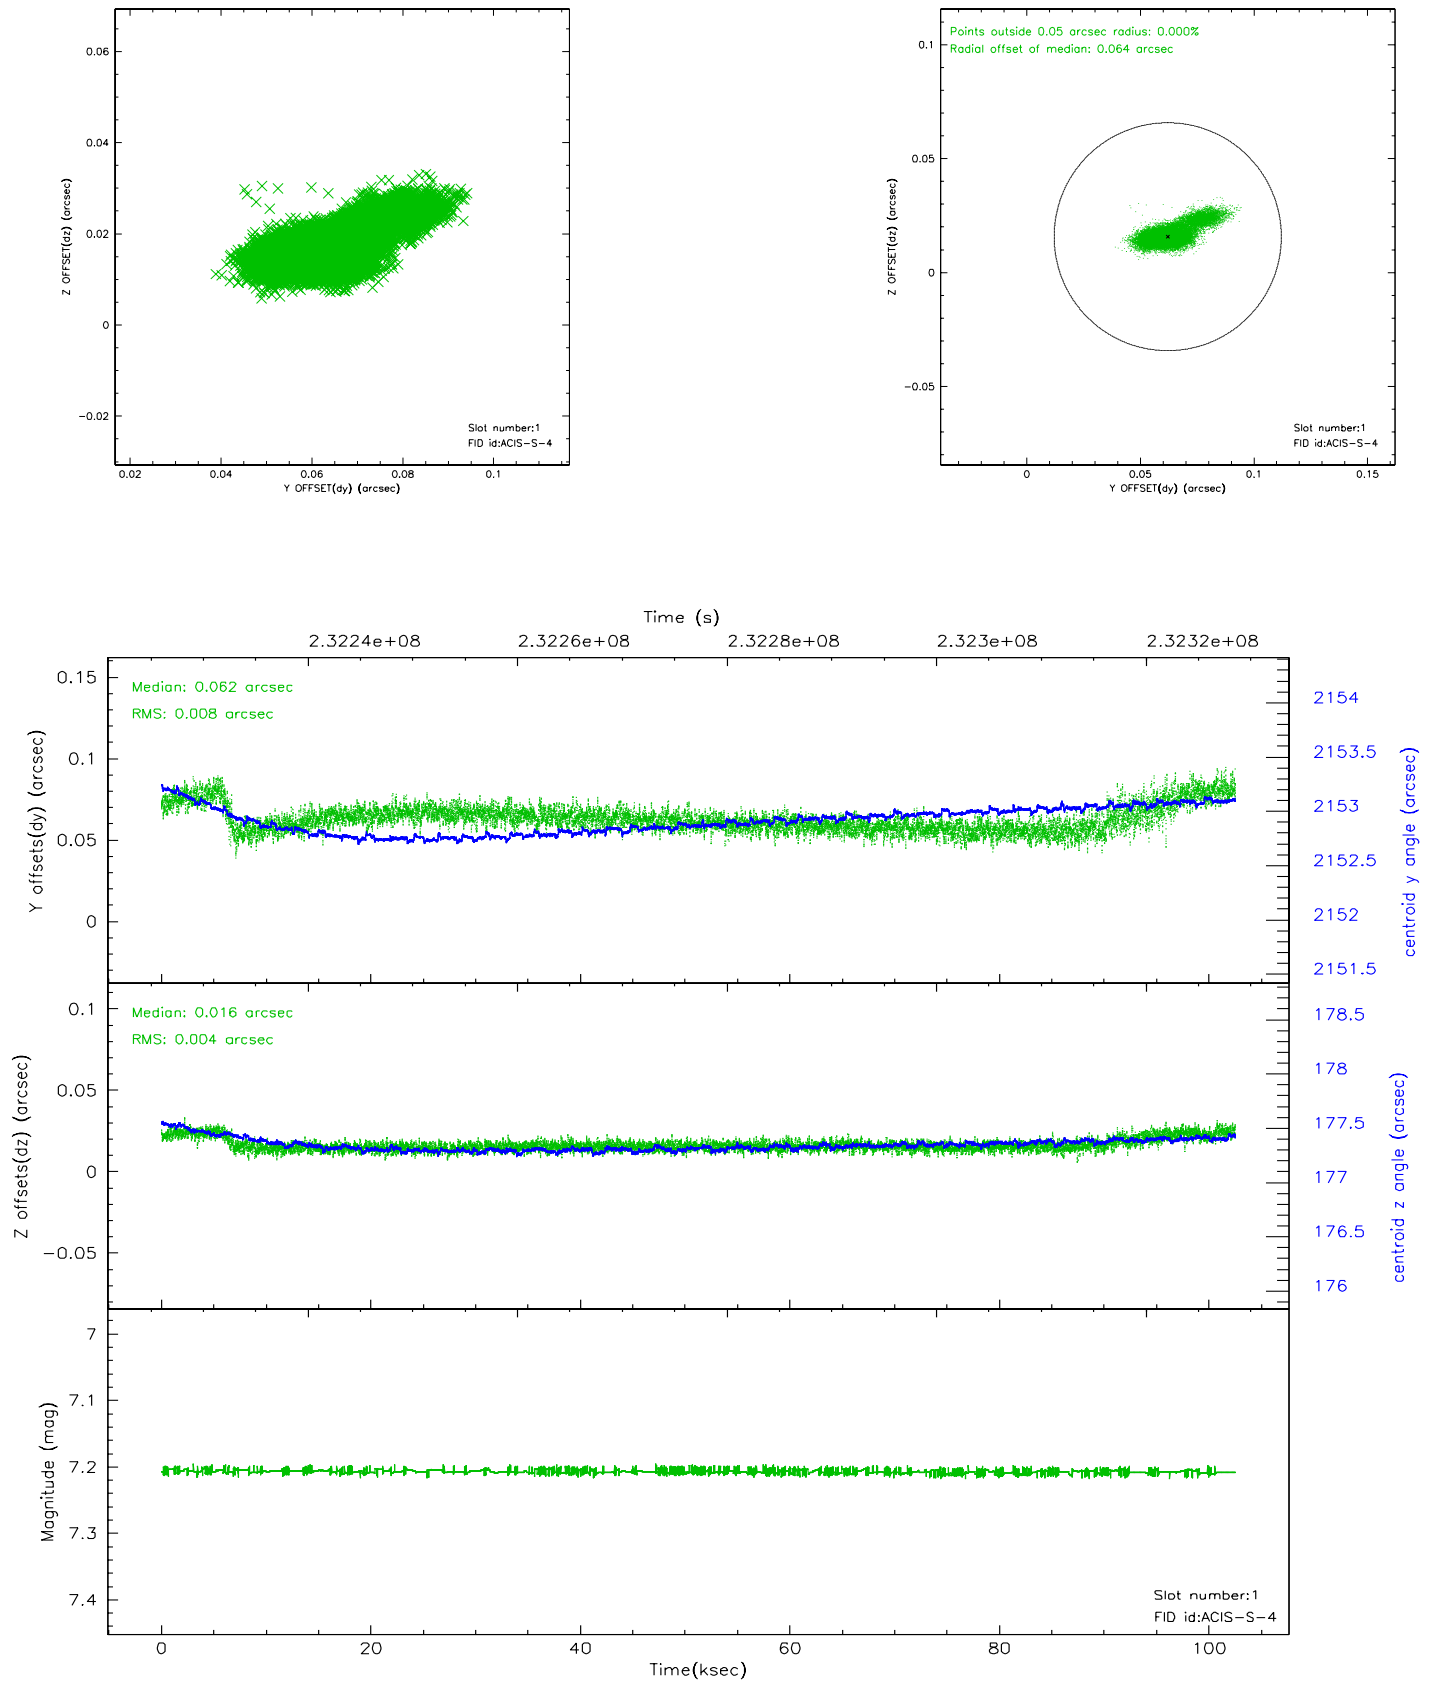 0.06
0.04
0.02
0
−0.02
Z OFFSET(dz) (arcsec)
Slot number:1
FID id:ACIS−S−4
0.02 0.04 0.06 0.08 0.1
Y OFFSET(dy) (arcsec)
Points outside 0.05 arcsec radius: 0.000%
Radial offset of median: 0.064 arcsec
0.1
0.05
0
−0.05
Z OFFSET(dz) (arcsec)
Slot number:1
FID id:ACIS−S−4
0 0.05 0.1 0.15
Y OFFSET(dy) (arcsec)
Time (s)
2.3224e+08 2.3226e+08 2.3228e+08 2.323e+08 2.3232e+08
Median: 0.062 arcsec
RMS: 0.008 arcsec
0.15
0.1
0.05
0
Y offsets(dy) (arcsec)
2154
2153.5
2153
2152.5
2152
2151.5
centroid y angle (arcsec)
Median: 0.016 arcsec
RMS: 0.004 arcsec
0.1
0.05
0
−0.05
Z offsets(dz) (arcsec)
178.5
178
177.5
177
176.5
176
centroid z angle (arcsec)
7
7.1
7.2
7.3
7.4
Magnitude (mag)
Slot number:1
FID id:ACIS−S−4
0 20 40 60 80 100
Time(ksec)